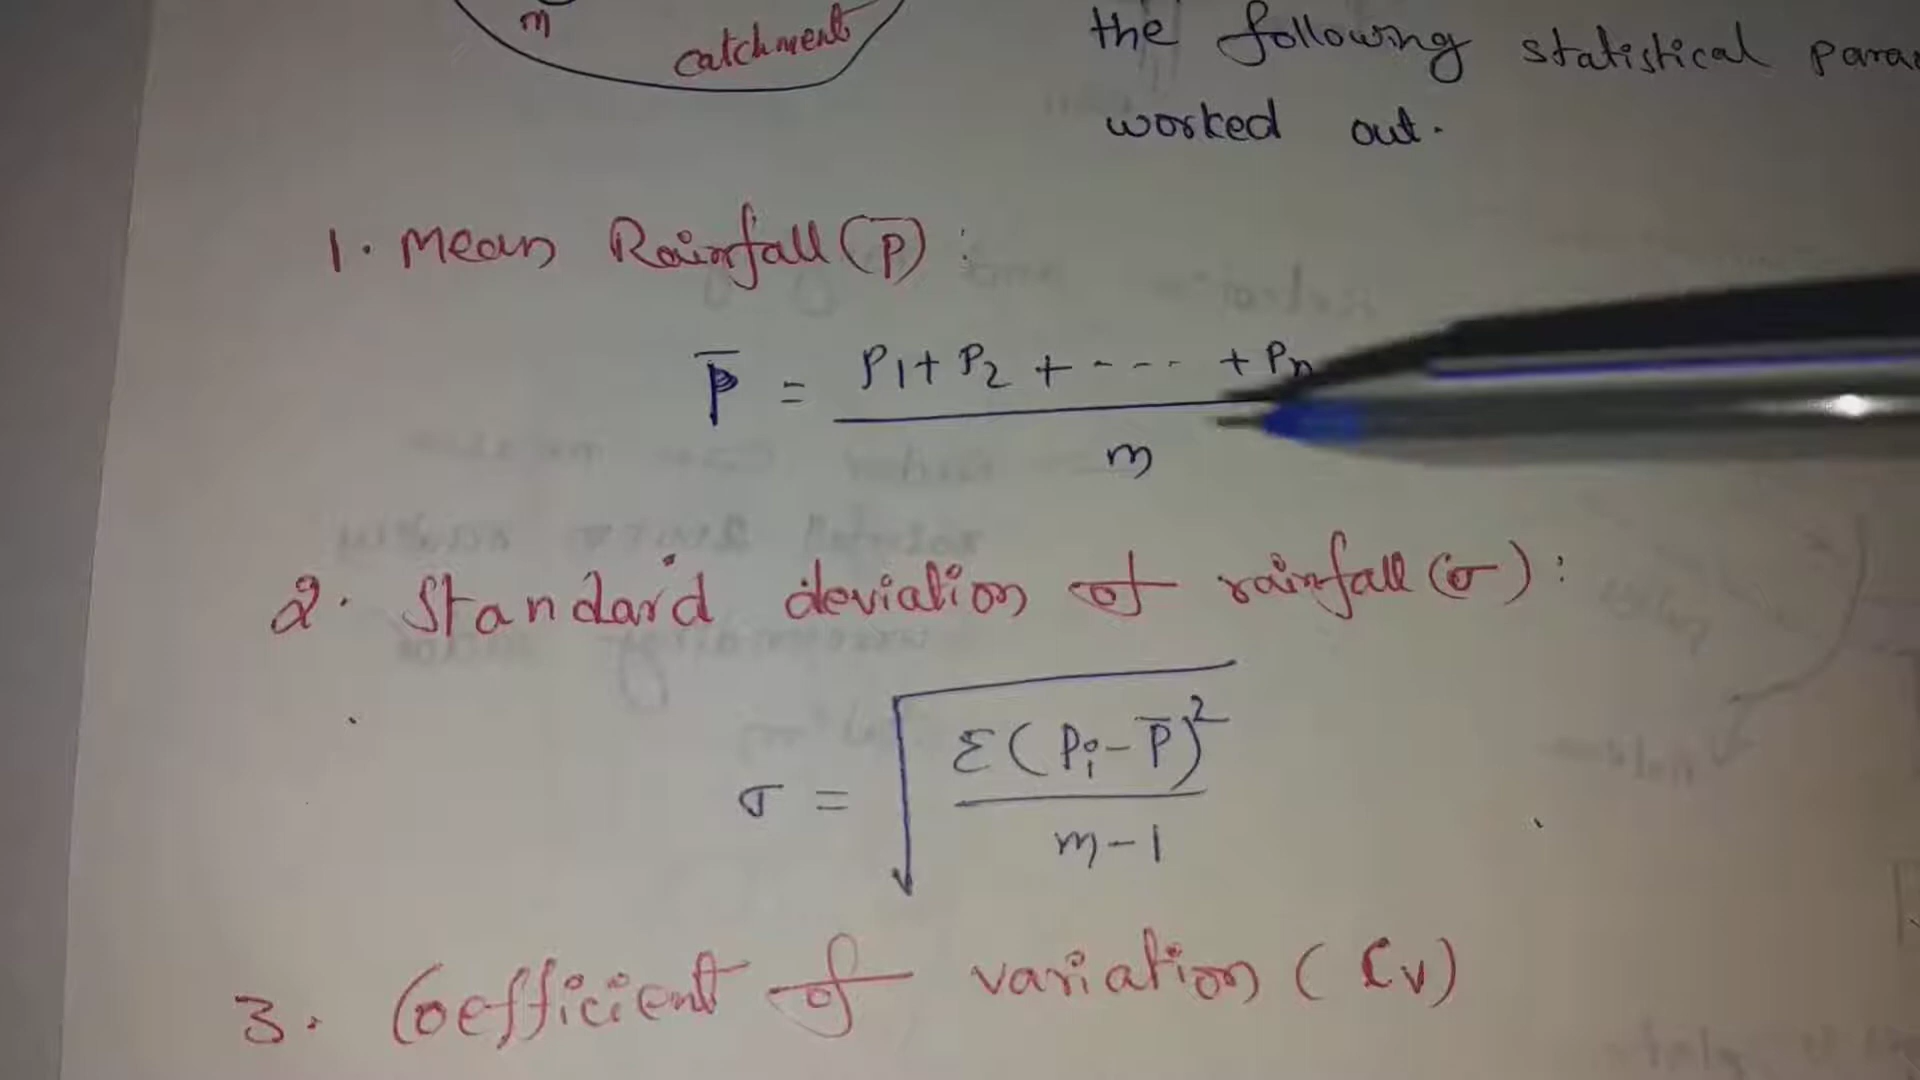 m
catchment
the following statistical
worked out.
1. Mean Rainfall (P̅) :
P̅ = P₁ + P₂ + - - - - + Pn
m
2. Standard deviation of rainfall (σ) :
σ = √ Σ(Pi - P̅)²
m-1
3. Coefficient of variation (Cv)